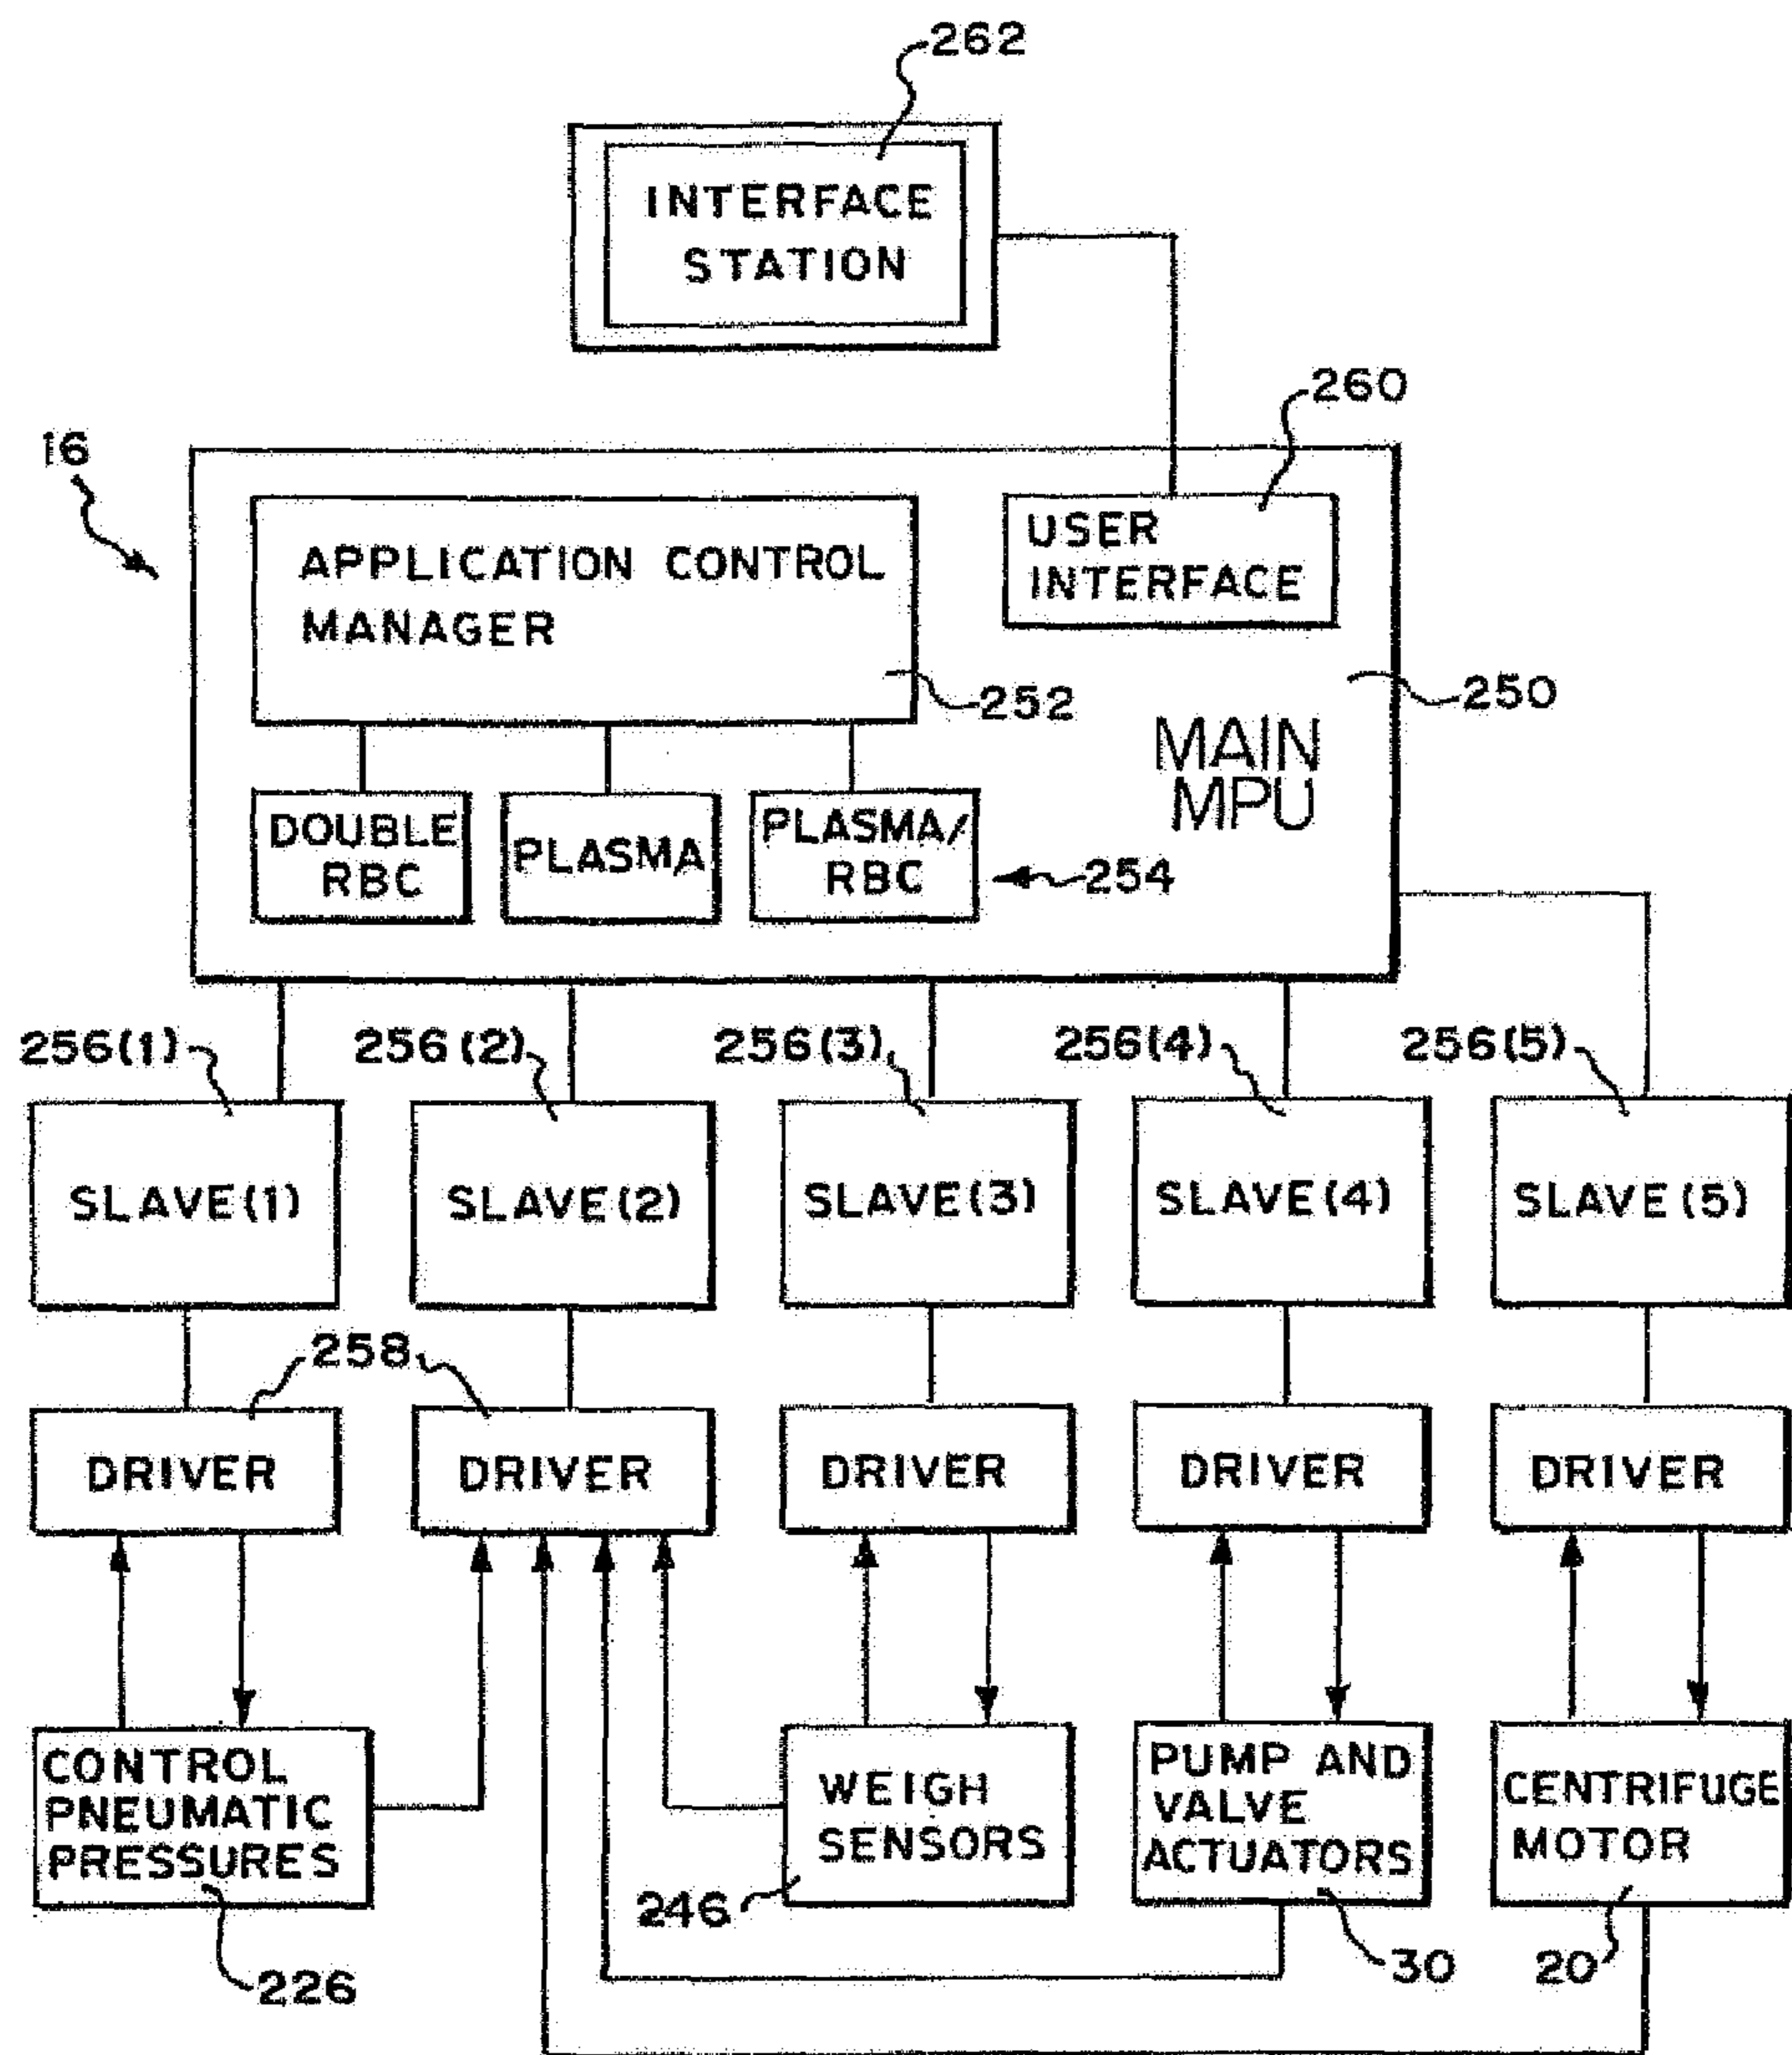 262
INTERFACE
STATION
260
16
USER
INTERFACE
APPLICATION CONTROL
MANAGER
252
250
MAIN
MPU
DOUBLE
RBC
PLASMA
PLASMA/
RBC
254
256(1)
256(2)
256(3)
256(4)
256(5)
SLAVE(1)
SLAVE(2)
SLAVE(3)
SLAVE(4)
SLAVE(5)
258
DRIVER
DRIVER
DRIVER
DRIVER
DRIVER
CONTROL
PNEUMATIC
PRESSURES
WEIGH
SENSORS
PUMP AND
VALVE
ACTUATORS
CENTRIFUGE
MOTOR
226
246
30
20